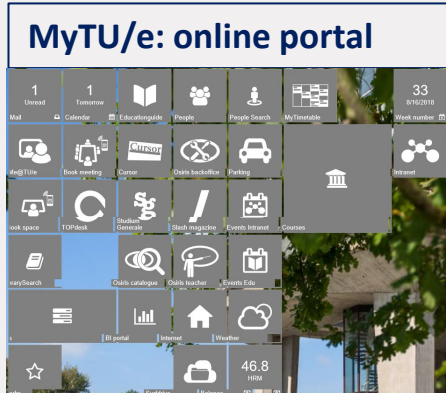 MyTU/e: online portal
1 1 33
Unread Tomorrow 8/16/2018
Mail Calendar Educationguide People People Search MyTimetable Week number
Cursor
Book meeting Cursor Osiris backoffice Parking Intranet
Sg
TOPdesk Studium Generale Slash magazine Events Intranet Courses
Osiris catalogue Osiris teacher Events Edu
BI portal Internet Weather
46.8
HRM